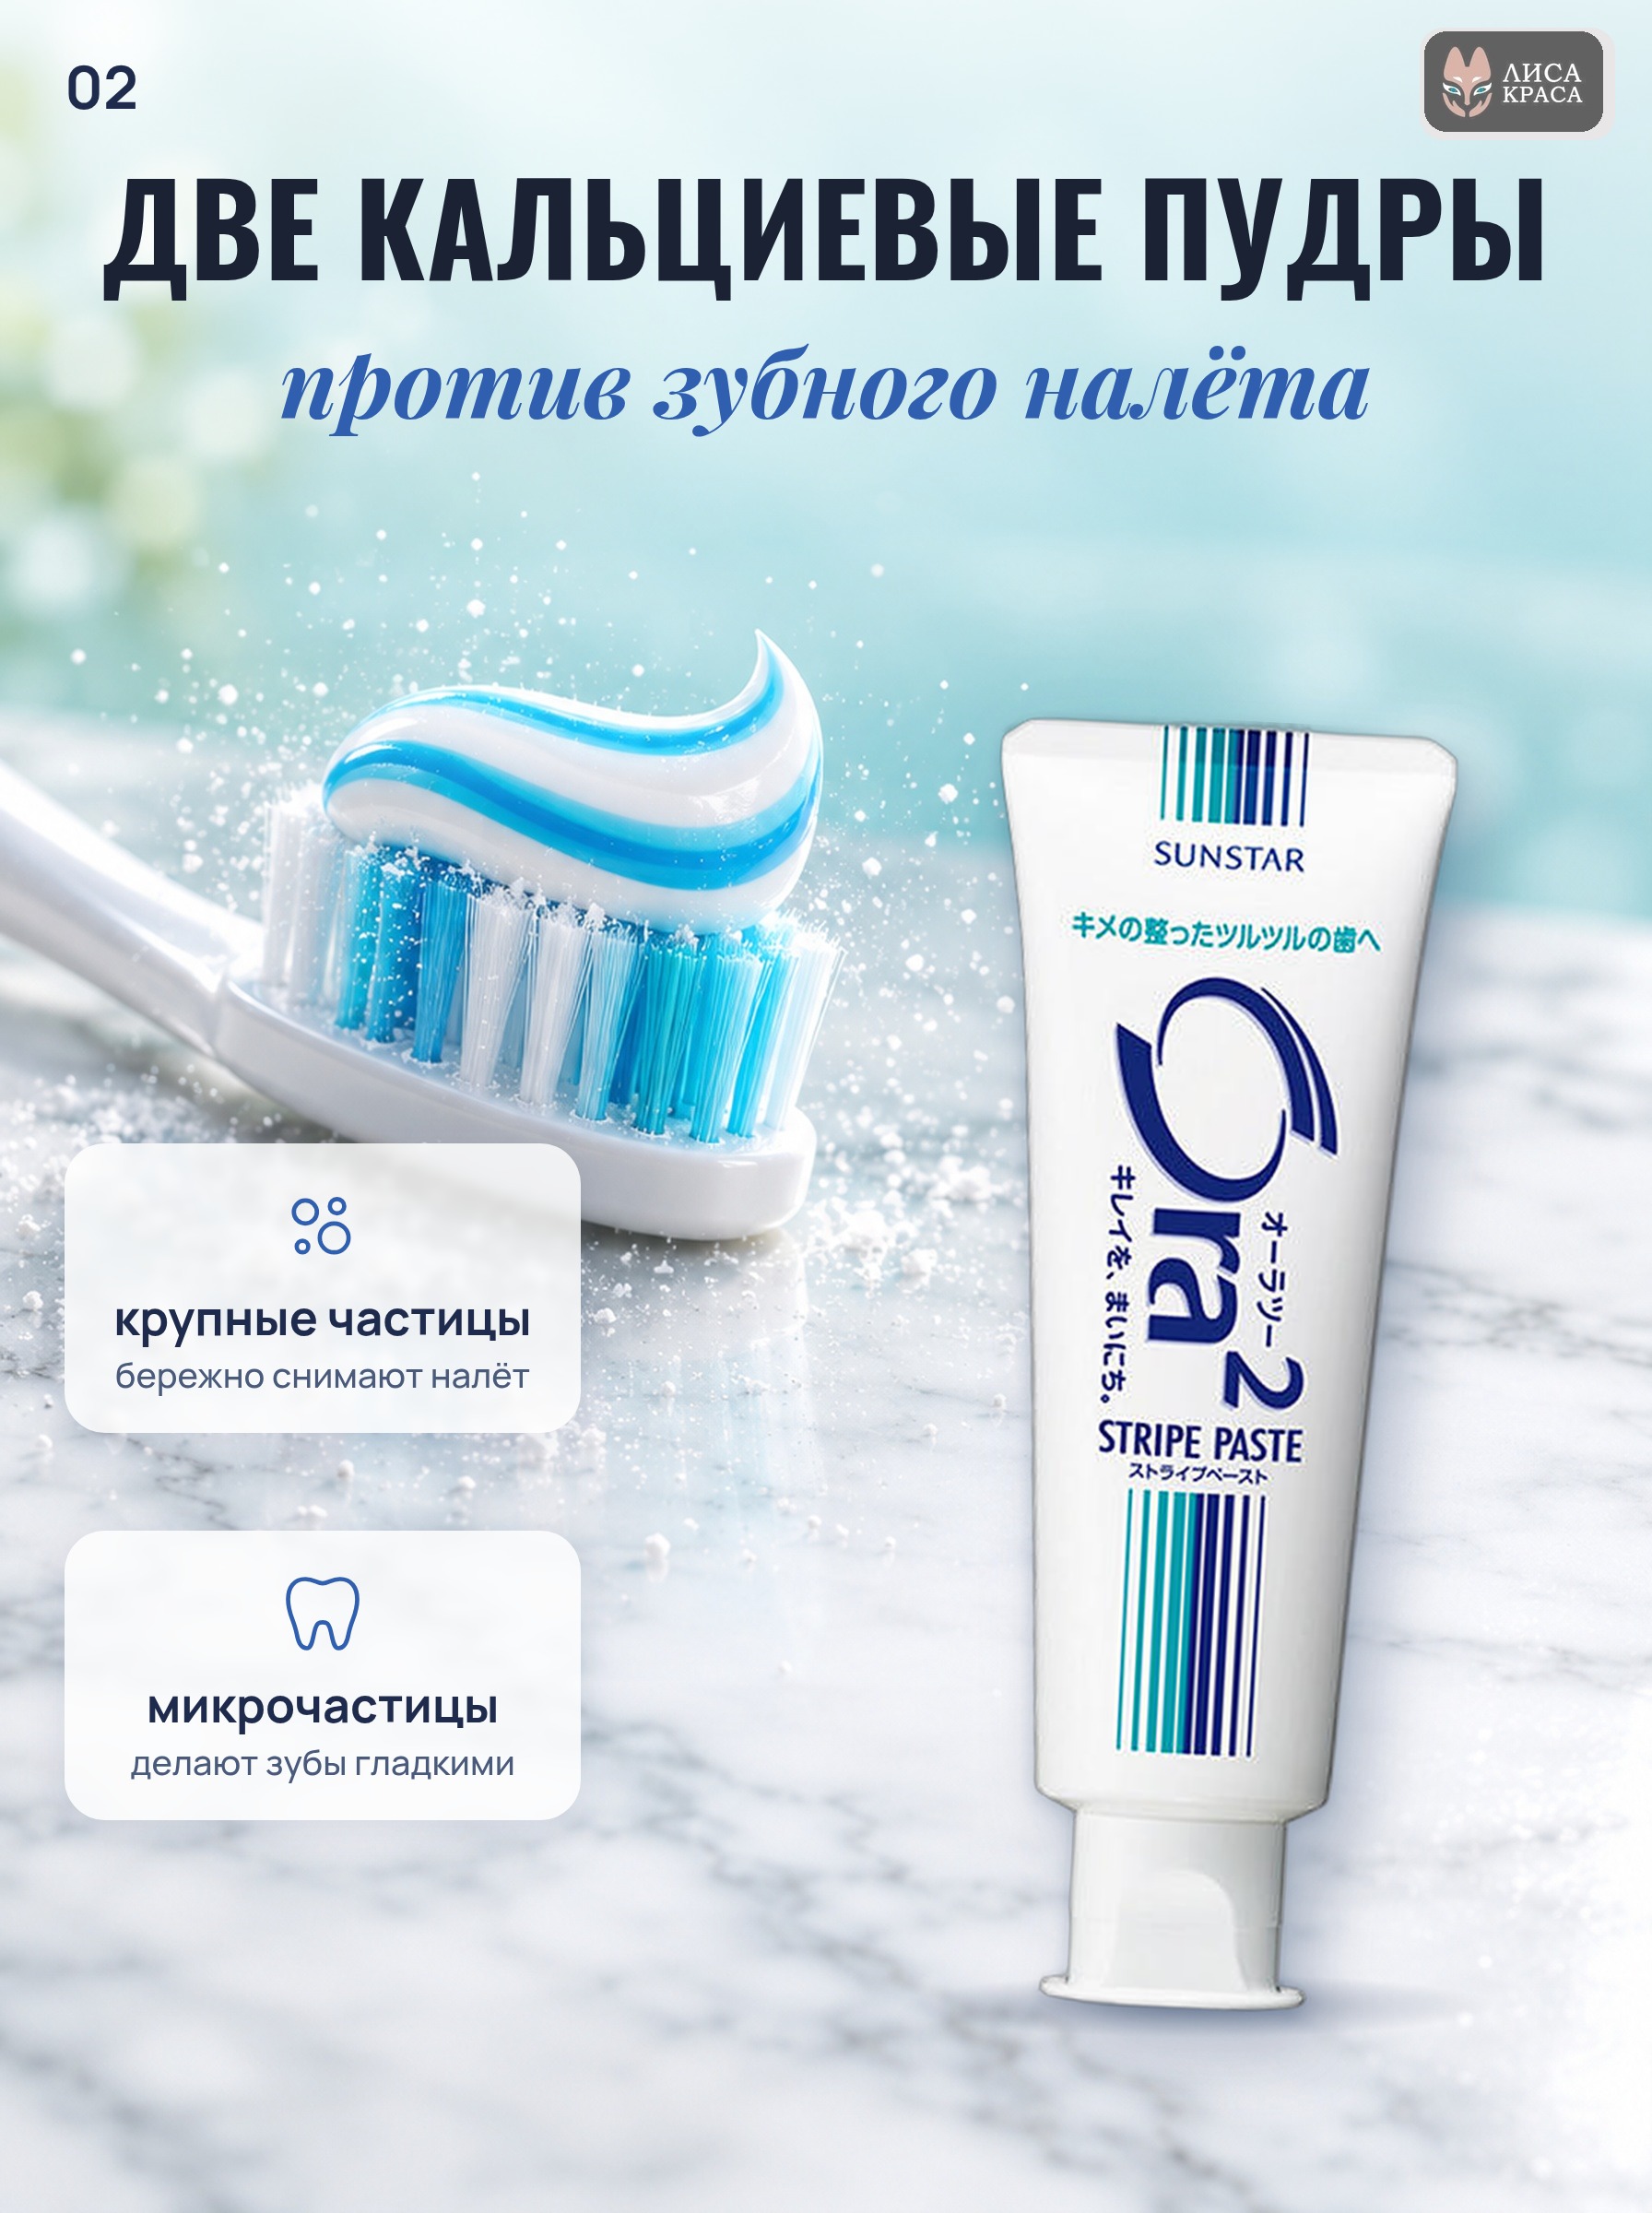 02
ЛИСА
КРАСА
ДВЕ КАЛЬЦИЕВЫЕ ПУДРЫ
против зубного налёта
SUNSTAR
キメの整ったツルツルの歯へ
Ora2
オーラツー
キレイを、まいにち。
STRIPE PASTE
ストライプペースト
крупные частицы
бережно снимают налёт
микрочастицы
делают зубы гладкими